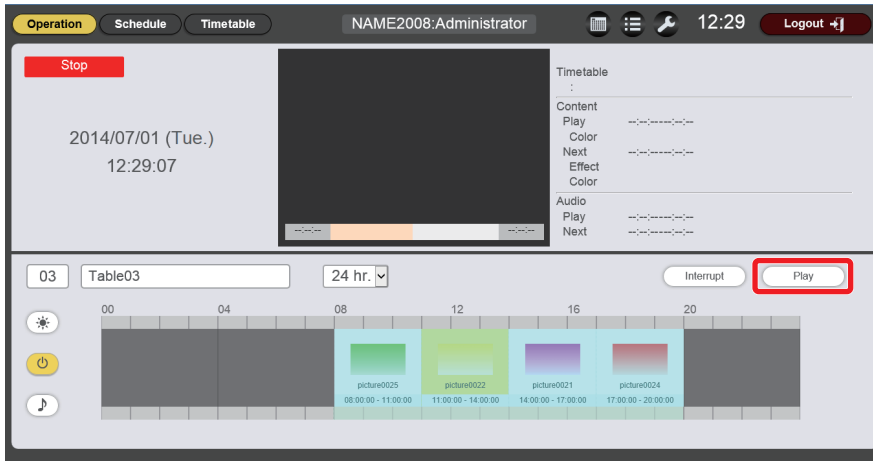 Operation Schedule Timetable NAME2008:Administrator 12:29 Logout
Stop
2014/07/01 (Tue.)
12:29:07
--:--:-- --:--:--
Timetable
:
Content
Play --:--:-----:--:--
Color
Next --:--:-----:--:--
Effect
Color
Audio
Play --:--:-----:--:--
Next --:--:-----:--:--
03 Table03 24 hr. Interrupt Play
00 04 08 12 16 20
picture0025 picture0022 picture0021 picture0024
08:00:00 - 11:00:00 11:00:00 - 14:00:00 14:00:00 - 17:00:00 17:00:00 - 20:00:00